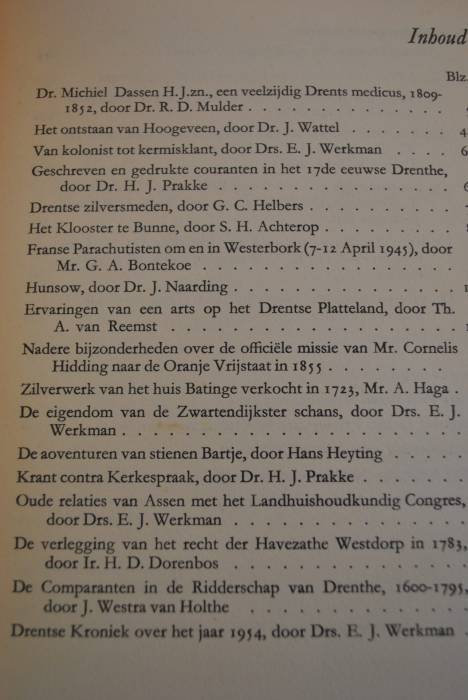 Inhoud
Blz.
Dr. Michiel Dassen H.J.zn., een veelzijdig Drents medicus, 1809-
1852, door Dr. R. D. Mulder . . . . . . . . . .
Het ontstaan van Hoogeveen, door Dr. J. Wattel . . . . . 4
Van kolonist tot kermisklant, door Drs. E. J. Werkman . . . . 6
Geschreven en gedrukte couranten in het 17de eeuwse Drenthe,
door Dr. H. J. Prakke . . . . . . . . . . . . 6
Drentse zilversmeden, door G. C. Helbers . . . . . . . .
Het Klooster te Bunne, door S. H. Achterop . . . . . . .
Franse Parachutisten om en in Westerbork (7-12 April 1945), door
Mr. G. A. Bontekoe . . . . . . . . . . . . .
Hunsow, door Dr. J. Naarding . . . . . . . . . . . 1
Ervaringen van een arts op het Drentse Platteland, door Th.
A. van Reemst . . . . . . . . . . . . . . 1
Nadere bijzonderheden over de officiële missie van Mr. Cornelis
Hidding naar de Oranje Vrijstaat in 1855 . . . . . . .
Zilverwerk van het huis Batinge verkocht in 1723, Mr. A. Haga .
De eigendom van de Zwartendijkster schans, door Drs. E. J.
Werkman . . . . . . . . . . . . . . . .
De aoventuren van stienen Bartje, door Hans Heyting . . . .
Krant contra Kerkespraak, door Dr. H. J. Prakke . . . . .
Oude relaties van Assen met het Landhuishoudkundig Congres,
door Drs. E. J. Werkman . . . . . . . . . . .
De verlegging van het recht der Havezathe Westdorp in 1783,
door Ir. H. D. Dorenbos . . . . . . . . . . .
De Comparanten in de Ridderschap van Drenthe, 1600-1795,
door J. Westra van Holthe . . . . . . . . . .
Drentse Kroniek over het jaar 1954, door Drs. E. J. Werkman .